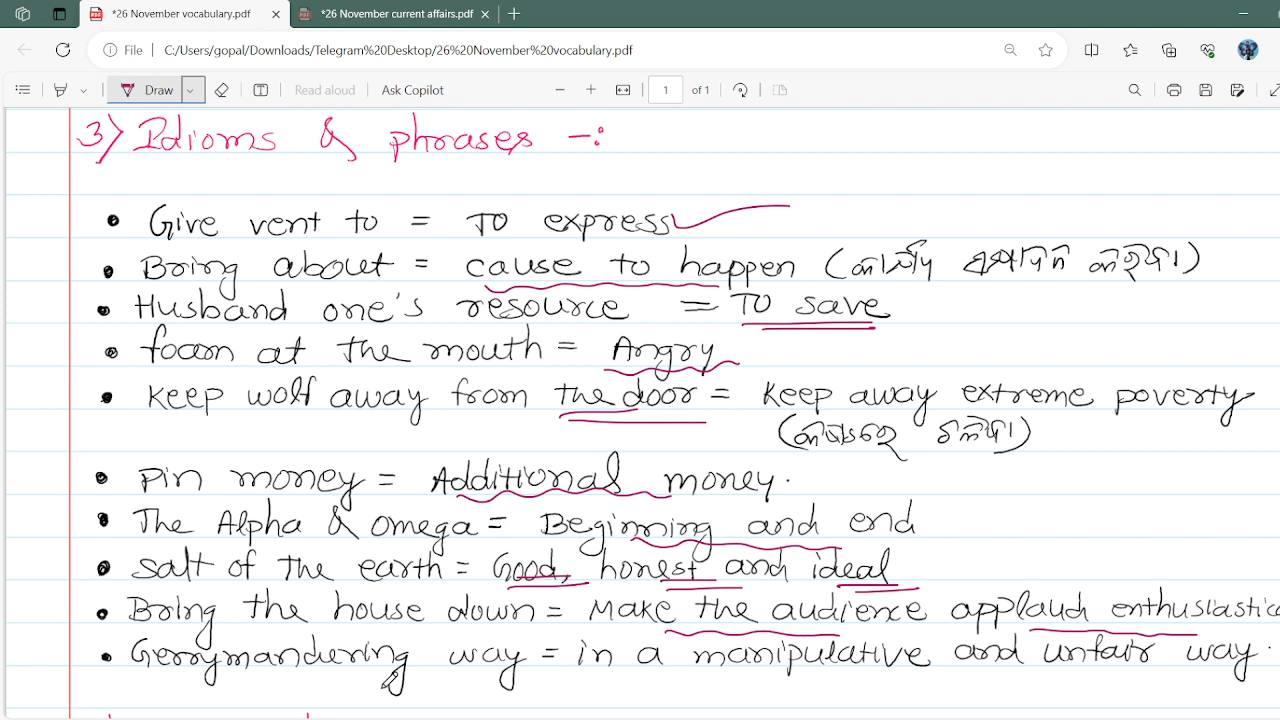 *26 November vocabulary.pdf
*26 November current affairs.pdf
File C:/Users/gopal/Downloads/Telegram%20Desktop/26%20November%20vocabulary.pdf
Draw Read aloud Ask Copilot 1 of 1
3) Idioms & phrases -:
• Give vent to = To express
• Bring about = cause to happen (
• Husband one's resource = To save
• foam at the mouth = Angry
• keep wolf away from the door = keep away extreme poverty
• Pin money = Additional money.
• The Alpha & omega = Beginning and end
• salt of the earth = Good, honest and ideal
• Bring the house down = Make the audience applaud enthusiastic
• Gerrymandering way = in a manipulative and unfair way.